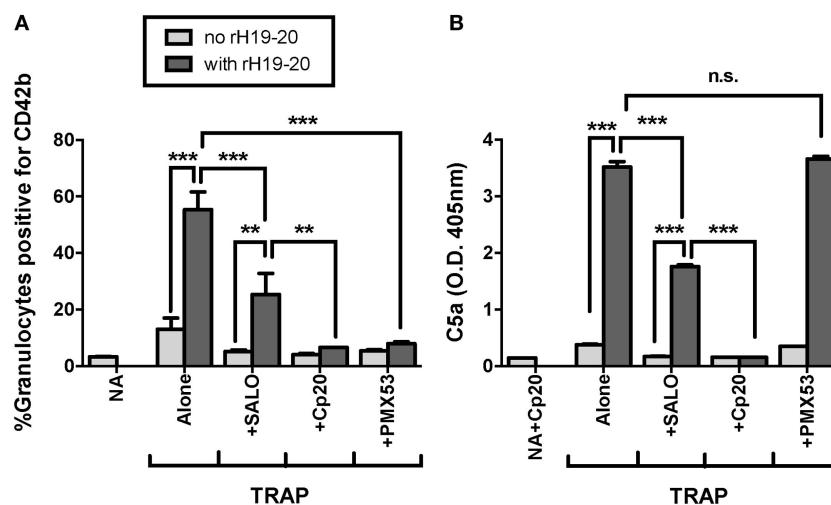 A
no rH19-20
with rH19-20
%Granulocytes positive for CD42b
80
60
40
20
0
***
***
***
**
**
NA
Alone
+SALO
+Cp20
+PMX53
TRAP
B
C5a (O.D. 405nm)
4
3
2
1
0
n.s.
***
***
***
***
NA+Cp20
Alone
+SALO
+Cp20
+PMX53
TRAP